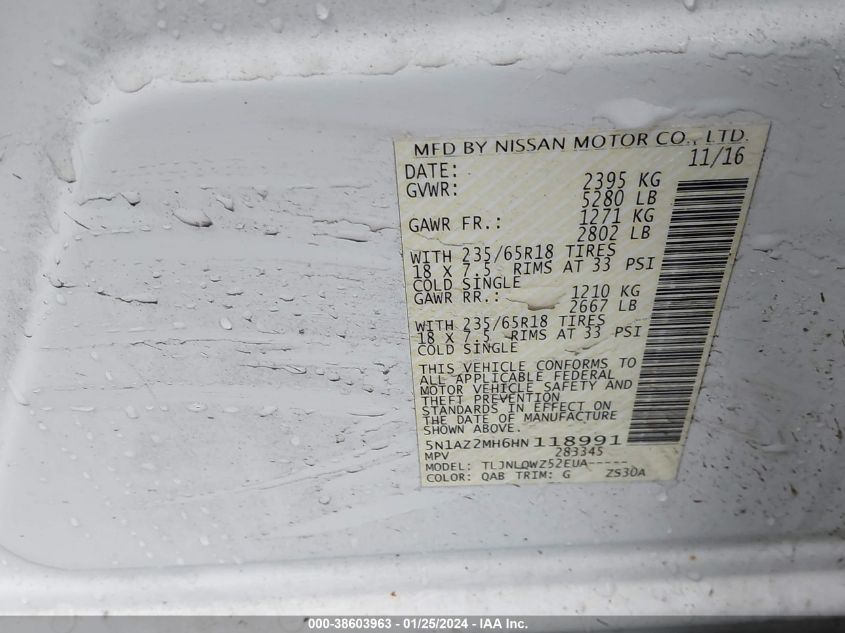 MFD BY NISSAN MOTOR CO., LTD.
DATE: 11/16
GVWR: 2395 KG
5280 LB
GAWR FR.: 1271 KG
2802 LB
WITH 235/65R18 TIRES
18 X 7.5 RIMS AT 33 PSI
COLD SINGLE
GAWR RR.: 1210 KG
2667 LB
WITH 235/65R18 TIRES
18 X 7.5 RIMS AT 33 PSI
COLD SINGLE
THIS VEHICLE CONFORMS TO
ALL APPLICABLE FEDERAL
MOTOR VEHICLE SAFETY AND
THEFT PREVENTION
STANDARDS IN EFFECT ON
THE DATE OF MANUFACTURE
SHOWN ABOVE.
5N1AZ2MH6HN118991
MPV 283345
MODEL: TLJNLQWZ52EUA-----
COLOR: QAB TRIM: G ZS30A
000-38603963 - 01/25/2024 - IAA Inc.